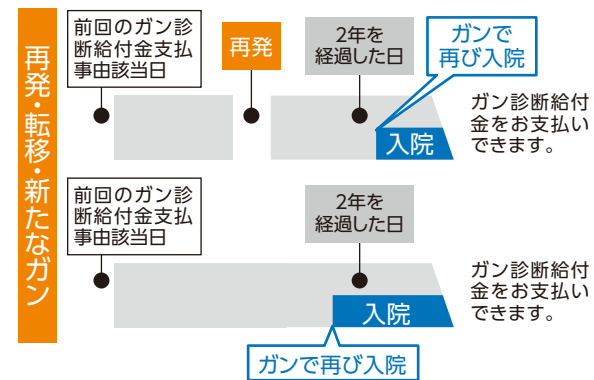 再発・転移・新たなガン
前回のガン診
断給付金支払
事由該当日
再発
2年を
経過した日
ガンで
再び入院
入院
ガン診断給付
金をお支払い
できます。
前回のガン診
断給付金支払
事由該当日
2年を
経過した日
入院
ガンで再び入院
ガン診断給付
金をお支払い
できます。